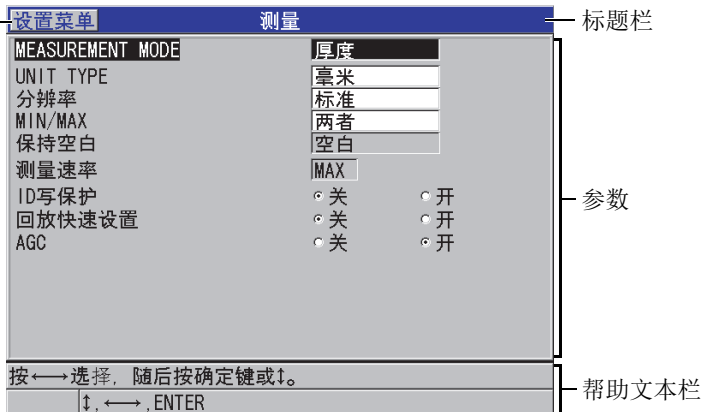 设置菜单 测量 标题栏
MEASUREMENT MODE 厚度
UNIT TYPE 毫米
分辨率 标准
MIN/MAX 两者
保持空白 空白
测量速率 MAX
ID写保护 关 开 参数
回放快速设置 关 开
AGC 关 开
按←→选择，随后按确定键或↕。
↕,←→,ENTER 帮助文本栏